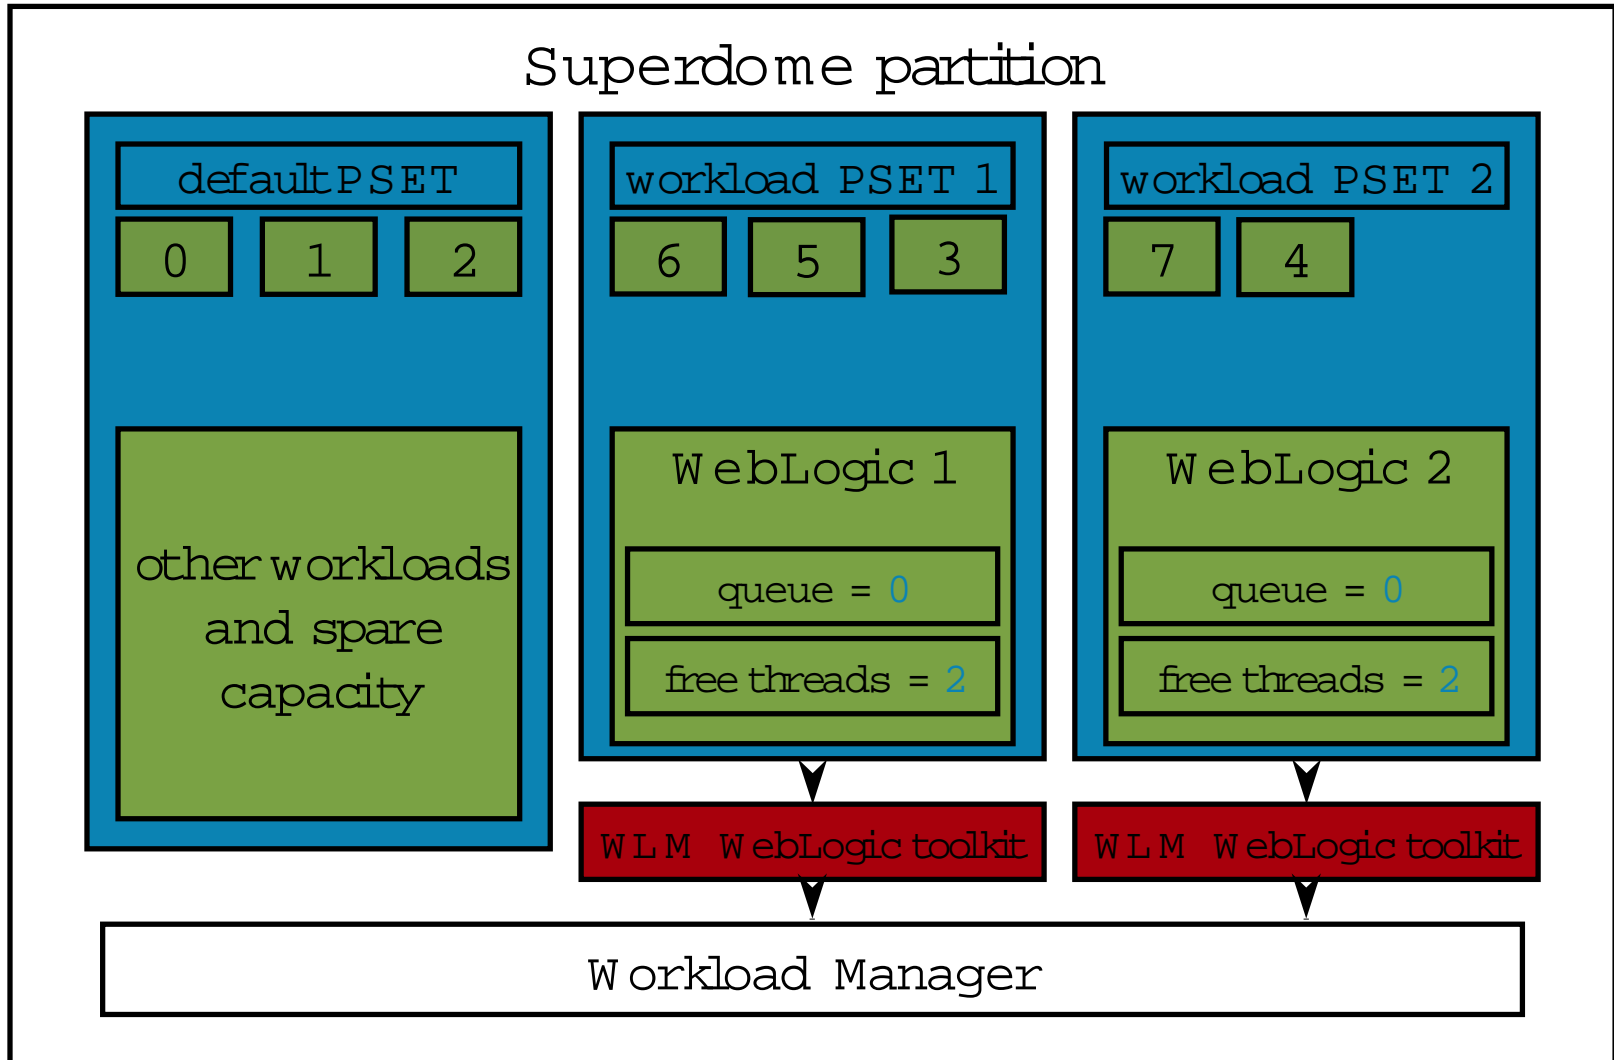 Superdome partition
default PSET
0 1 2
other workloads
and spare
capacity
workload PSET 1
6 5 3
WebLogic 1
queue = 0
free threads = 2
WLM WebLogic toolkit
workload PSET 2
7 4
WebLogic 2
queue = 0
free threads = 2
WLM WebLogic toolkit
Workload Manager